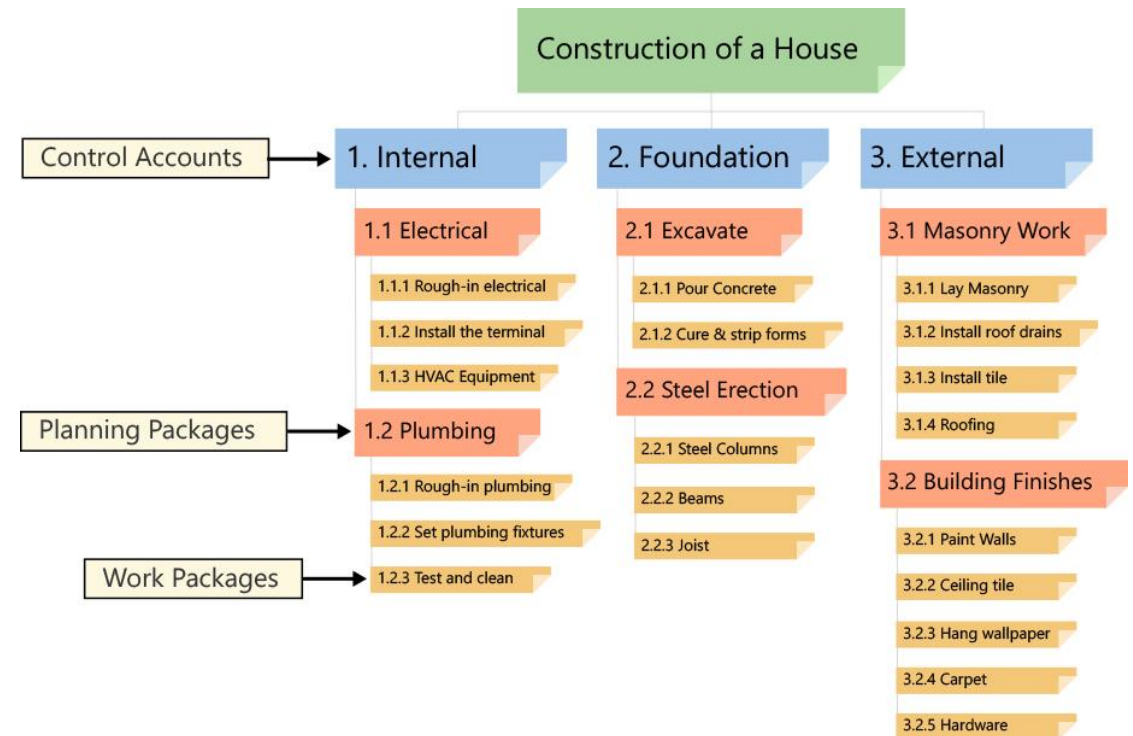 Construction of a House
Control Accounts
1. Internal
2. Foundation
3. External
1.1 Electrical
1.1.1 Rough-in electrical
1.1.2 Install the terminal
1.1.3 HVAC Equipment
Planning Packages
1.2 Plumbing
1.2.1 Rough-in plumbing
1.2.2 Set plumbing fixtures
Work Packages
1.2.3 Test and clean
2.1 Excavate
2.1.1 Pour Concrete
2.1.2 Cure & strip forms
2.2 Steel Erection
2.2.1 Steel Columns
2.2.2 Beams
2.2.3 Joist
3.1 Masonry Work
3.1.1 Lay Masonry
3.1.2 Install roof drains
3.1.3 Install tile
3.1.4 Roofing
3.2 Building Finishes
3.2.1 Paint Walls
3.2.2 Ceiling tile
3.2.3 Hang wallpaper
3.2.4 Carpet
3.2.5 Hardware